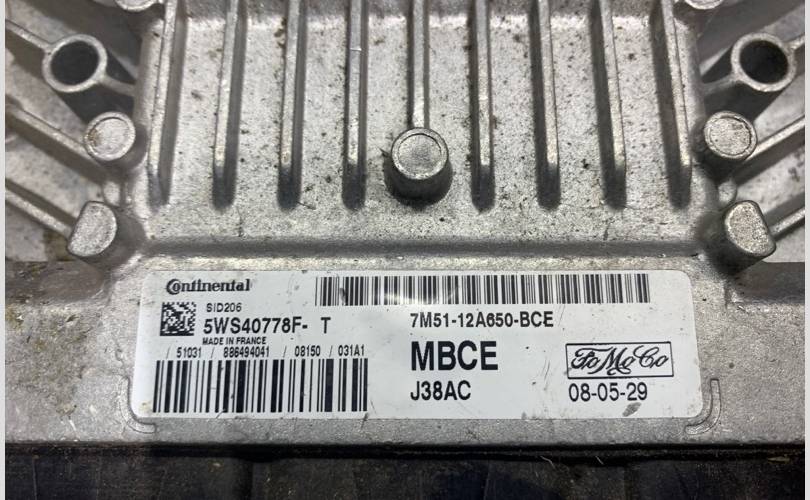 Continental
SID206
5WS40778F- T
MADE IN FRANCE
/ 51031 / 886494041 / 08150 / 031A1
7M51-12A650-BCE
MBCE
J38AC
FoMoCo
08-05-29